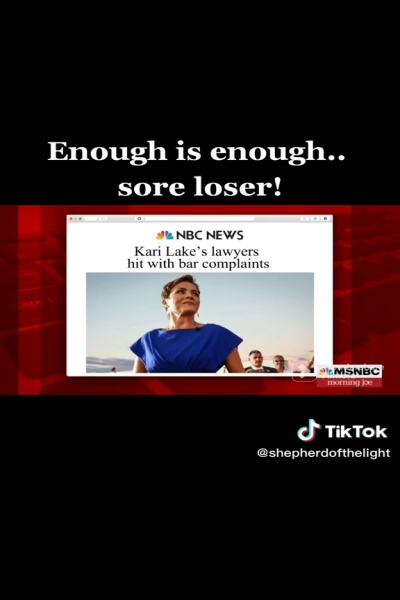 Enough is enough..
sore loser!
NBC NEWS
Kari Lake's lawyers
hit with bar complaints
MSNBC
morning joe
TikTok
@shepherdofthelight